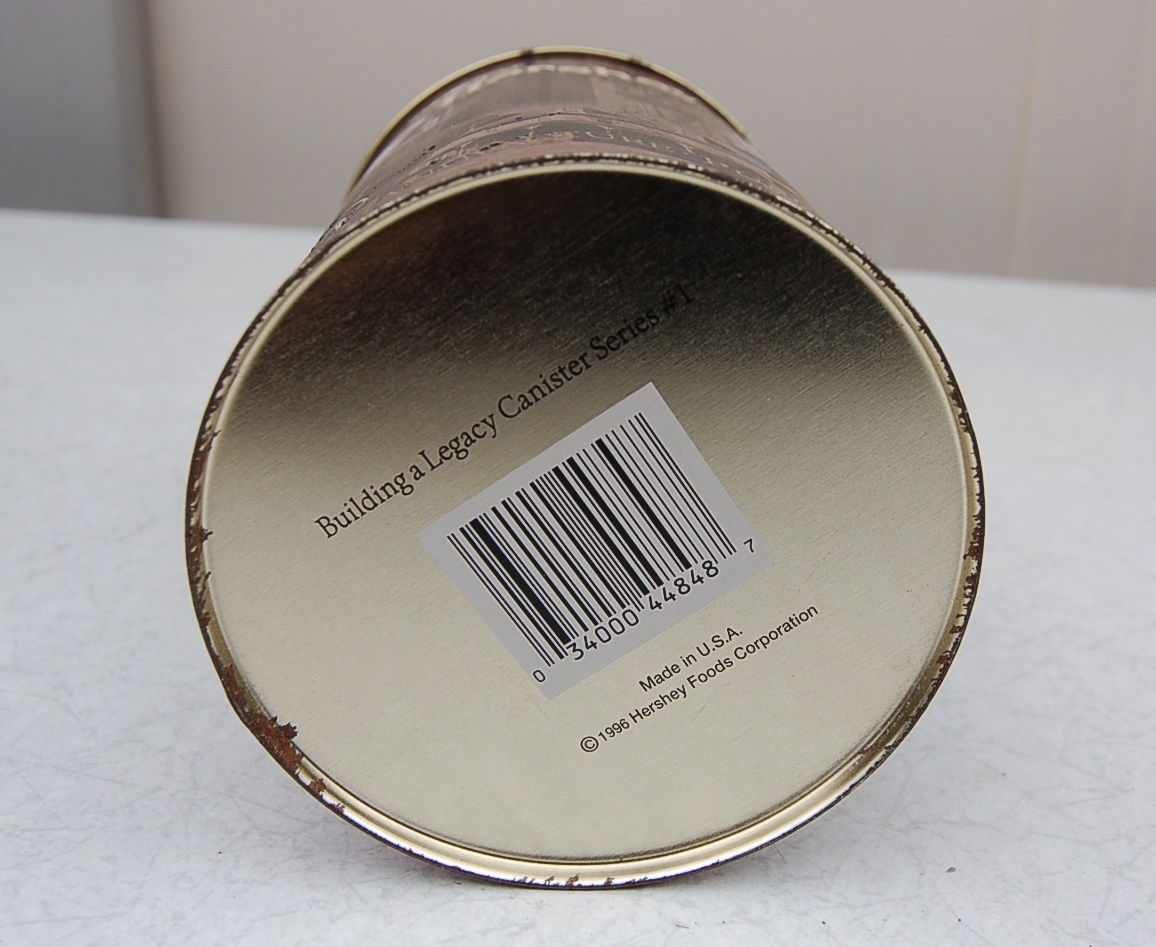 Building a Legacy Canister Series #1
0 34000 44848 7
Made in U.S.A.
© 1996 Hershey Foods Corporation